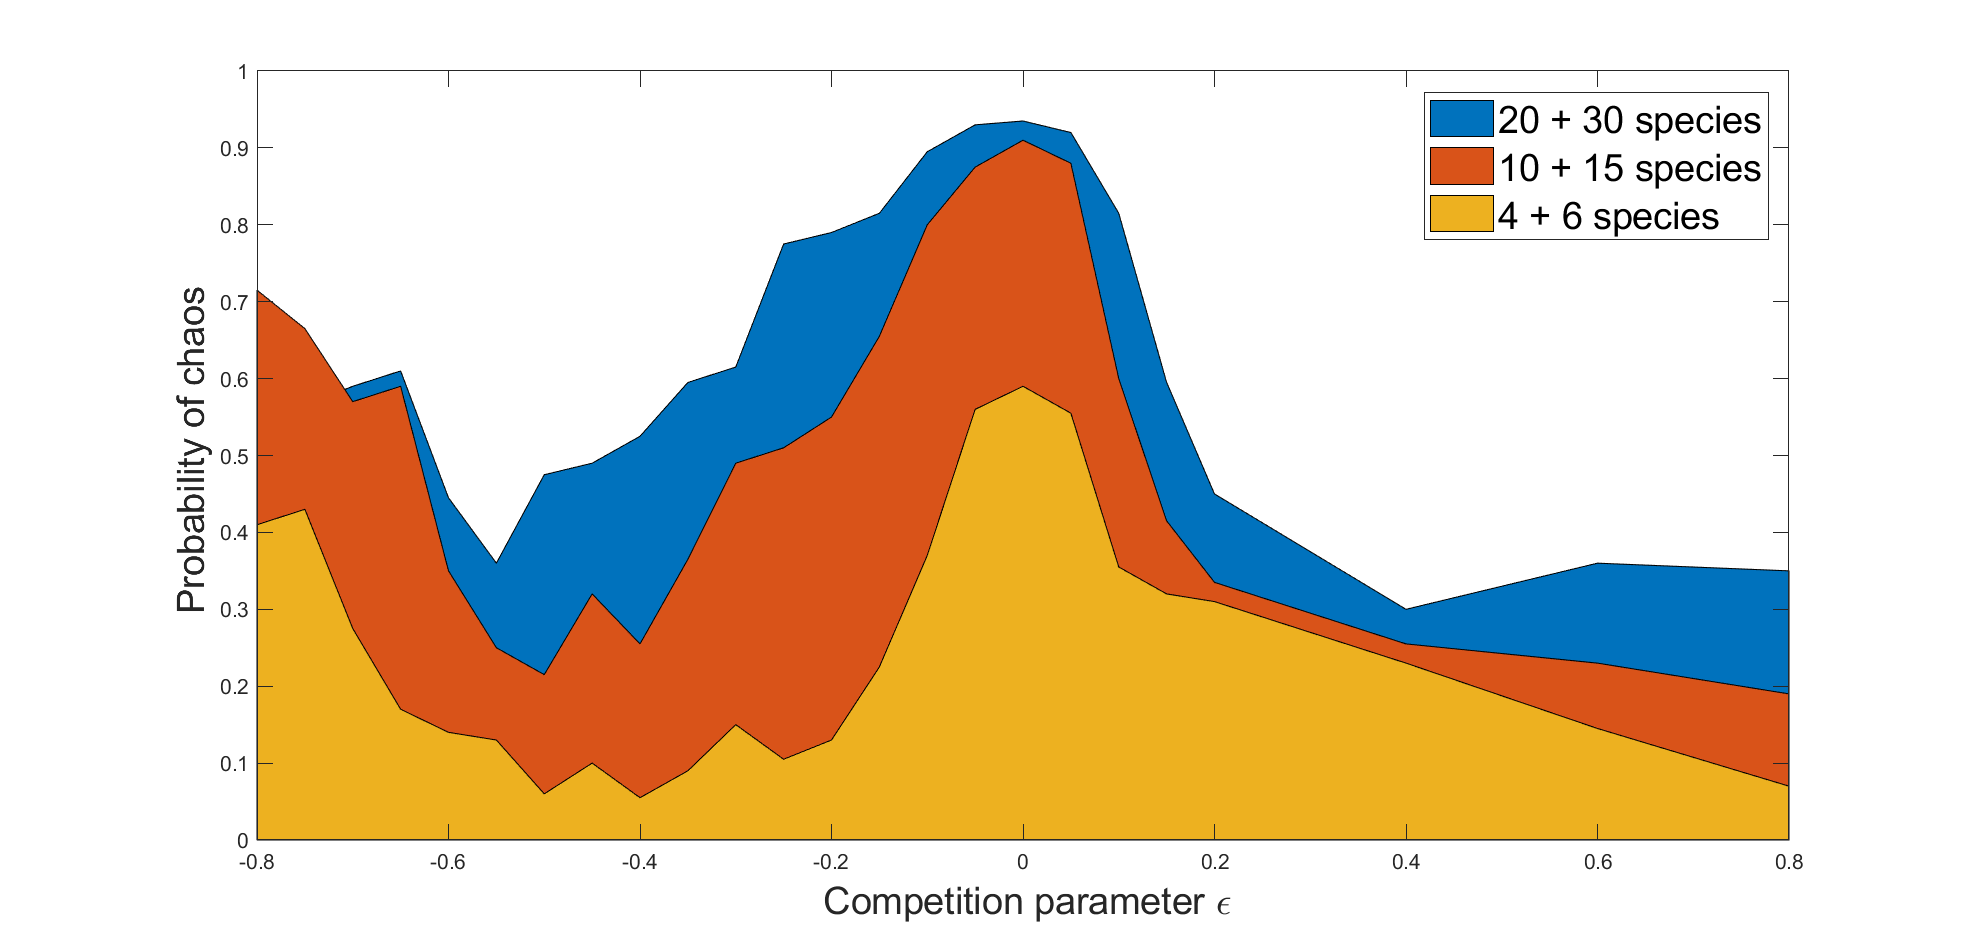 1
0.9
0.8
0.7
0.6
0.5
0.4
0.3
0.2
0.1
0
Probability of chaos
20 + 30 species
10 + 15 species
4 + 6 species
-0.8 -0.6 -0.4 -0.2 0 0.2 0.4 0.6 0.8
Competition parameter ϵ